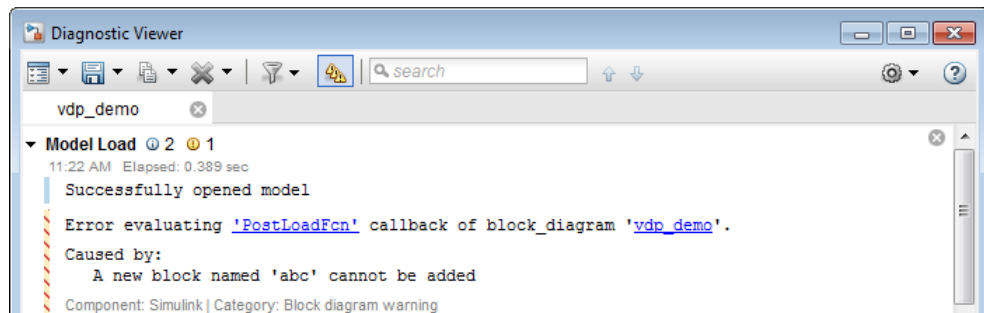 Diagnostic Viewer
search
vdp_demo
Model Load 2 1
11:22 AM Elapsed: 0.389 sec
Successfully opened model
Error evaluating 'PostLoadFcn' callback of block_diagram 'vdp_demo'.
Caused by:
A new block named 'abc' cannot be added
Component: Simulink | Category: Block diagram warning